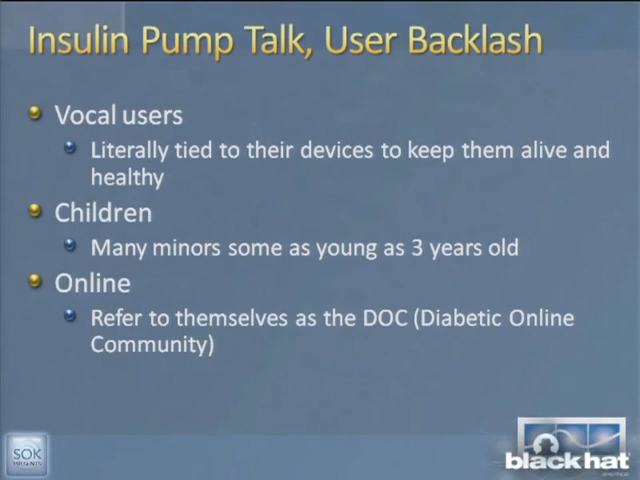 Insulin Pump Talk, User Backlash
Vocal users
Literally tied to their devices to keep them alive and
healthy
Children
Many minors some as young as 3 years old
Online
Refer to themselves as the DOC (Diabetic Online
Community)
SOK
black hat